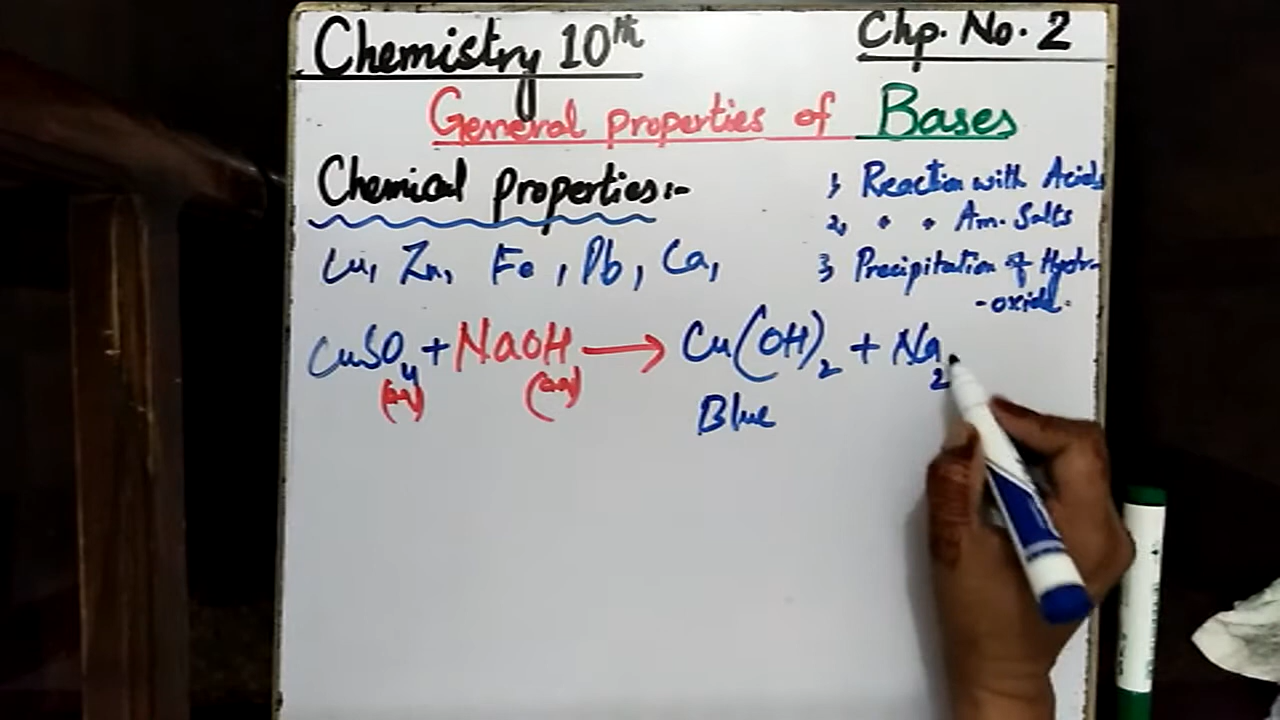 Chemistry 10th
Chp. No. 2
General properties of Bases
Chemical properties:-
1, Reaction with Acids
2, " " Am. Salts
3 Precipitation of Hydr-
-oxide.
Cu, Zn, Fe, Pb, Ca,
CuSO4 + NaOH → Cu(OH)2 + Na2
(aq) (aq)
Blue